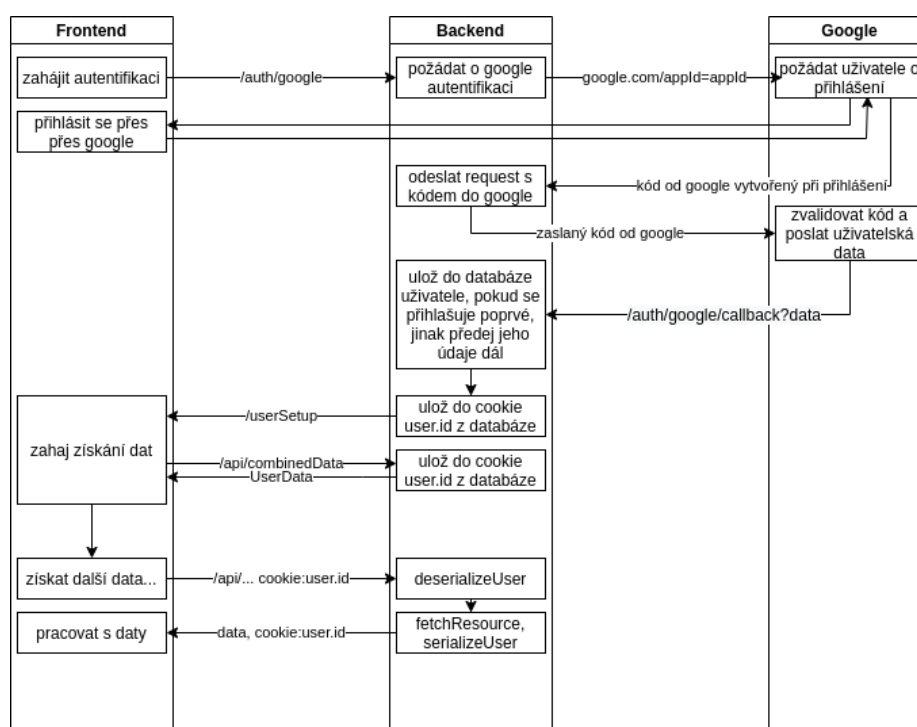 Frontend
Backend
Google
zahájit autentifikaci
/auth/google
požádat o google
autentifikaci
google.com/appId=appId
požádat uživatele o
přihlášení
přihlásit se přes
přes google
odeslat request s
kódem do google
kód od google vytvořený při přihlášení
zaslaný kód od google
zvalidovat kód a
poslat uživatelská
data
ulož do databáze
uživatele, pokud se
přihlašuje poprvé,
jinak předej jeho
údaje dál
/auth/google/callback?data
zahaj získání dat
/userSetup
ulož do cookie
user.id z databáze
/api/combinedData
UserData
ulož do cookie
user.id z databáze
získat další data...
/api/... cookie:user.id
deserializeUser
pracovat s daty
data, cookie:user.id
fetchResource,
serializeUser